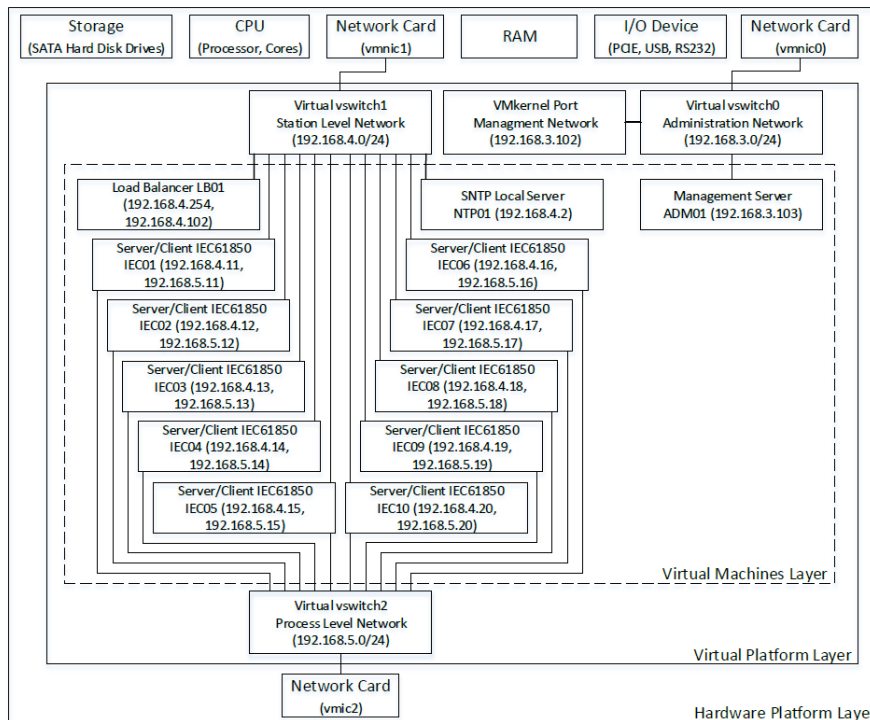 Storage
(SATA Hard Disk Drives)
CPU
(Processor, Cores)
Network Card
(vmnic1)
RAM
I/O Device
(PCIE, USB, RS232)
Network Card
(vmnic0)
Virtual vswitch1
Station Level Network
(192.168.4.0/24)
VMkernel Port
Managment Network
(192.168.3.102)
Virtual vswitch0
Administration Network
(192.168.3.0/24)
Load Balancer LB01
(192.168.4.254,
192.168.4.102)
SNTP Local Server
NTP01 (192.168.4.2)
Management Server
ADM01 (192.168.3.103)
Server/Client IEC61850
IEC01 (192.168.4.11,
192.168.5.11)
Server/Client IEC61850
IEC06 (192.168.4.16,
192.168.5.16)
Server/Client IEC61850
IEC02 (192.168.4.12,
192.168.5.12)
Server/Client IEC61850
IEC07 (192.168.4.17,
192.168.5.17)
Server/Client IEC61850
IEC03 (192.168.4.13,
192.168.5.13)
Server/Client IEC61850
IEC08 (192.168.4.18,
192.168.5.18)
Server/Client IEC61850
IEC04 (192.168.4.14,
192.168.5.14)
Server/Client IEC61850
IEC09 (192.168.4.19,
192.168.5.19)
Server/Client IEC61850
IEC05 (192.168.4.15,
192.168.5.15)
Server/Client IEC61850
IEC10 (192.168.4.20,
192.168.5.20)
Virtual Machines Layer
Virtual vswitch2
Process Level Network
(192.168.5.0/24)
Virtual Platform Layer
Network Card
(vmic2)
Hardware Platform Laye